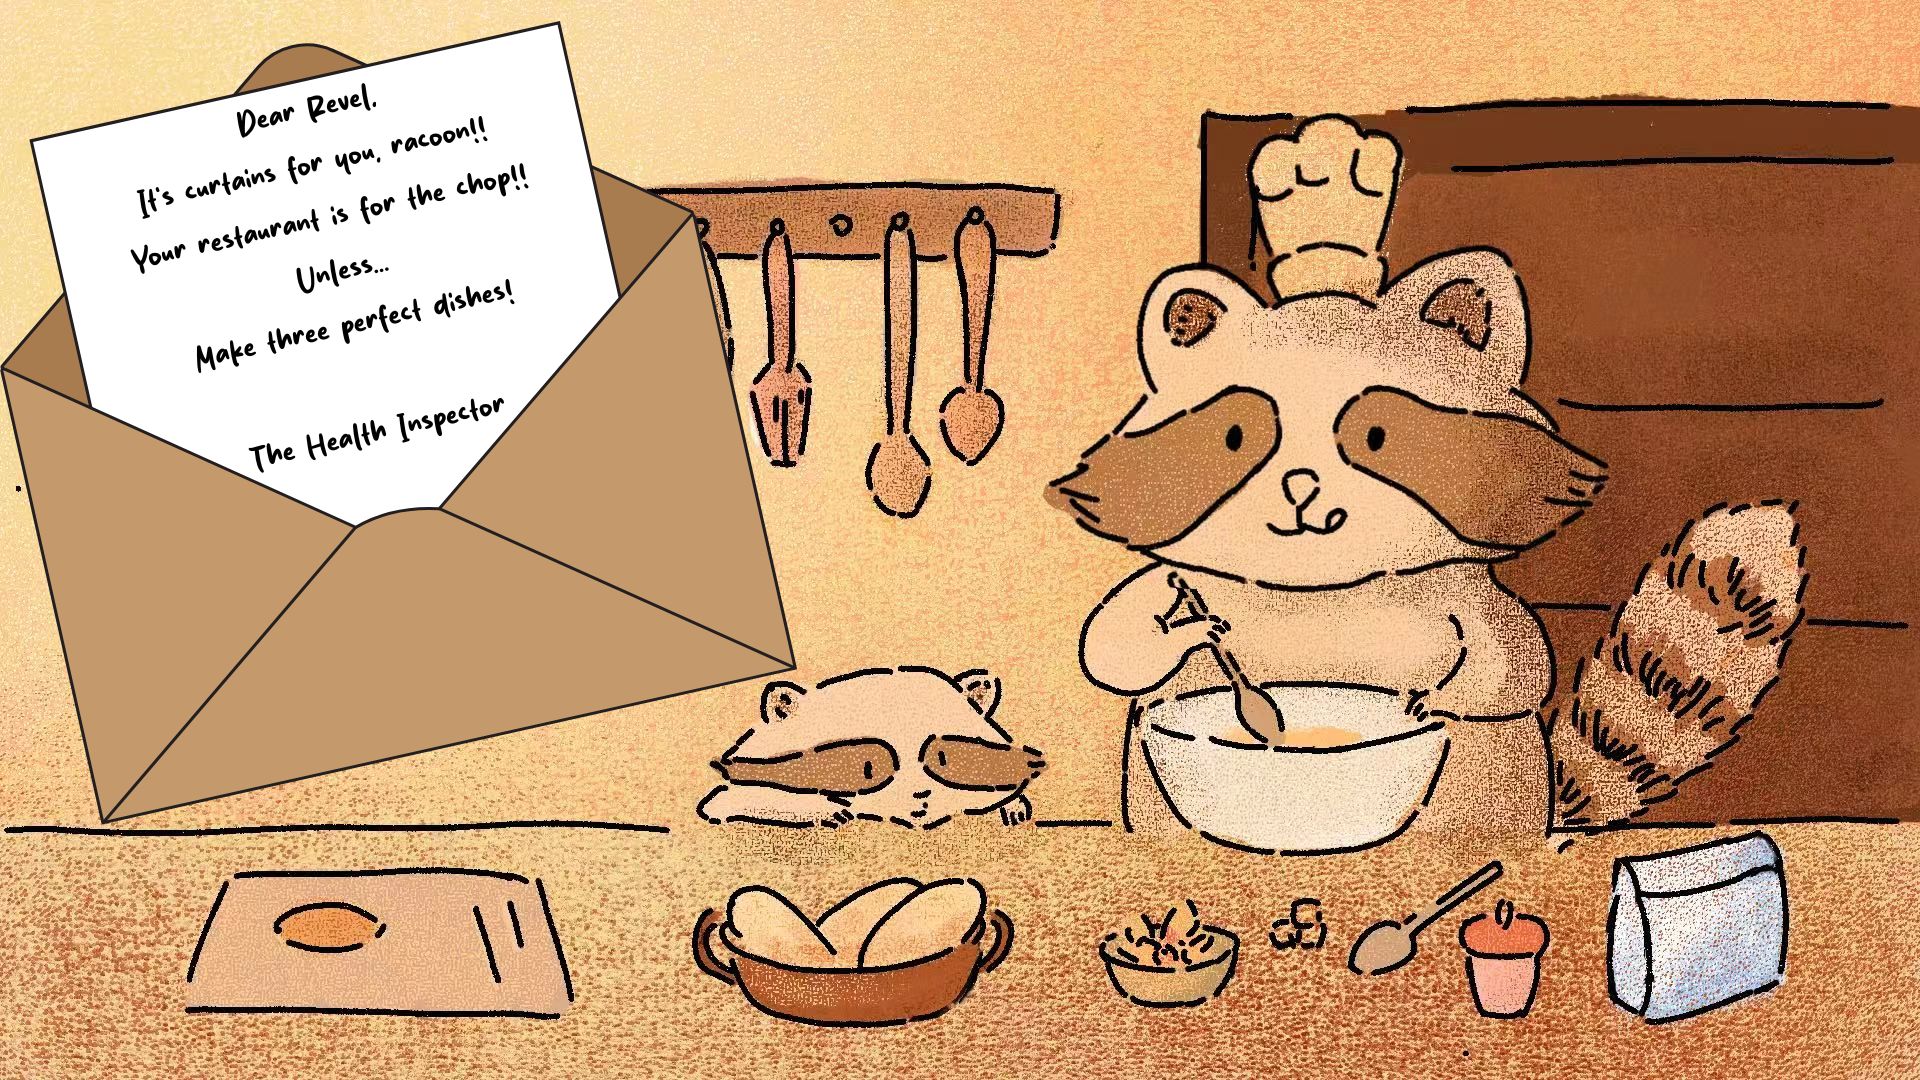 Dear Revel,
It's curtains for you, racoon!!
Your restaurant is for the chop!!
Unless...
Make three perfect dishes!
The Health Inspector